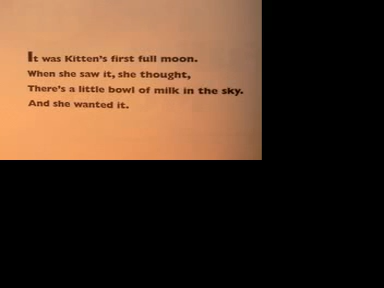 It was Kitten's first full moon.
When she saw it, she thought,
There's a little bowl of milk in the sky.
And she wanted it.